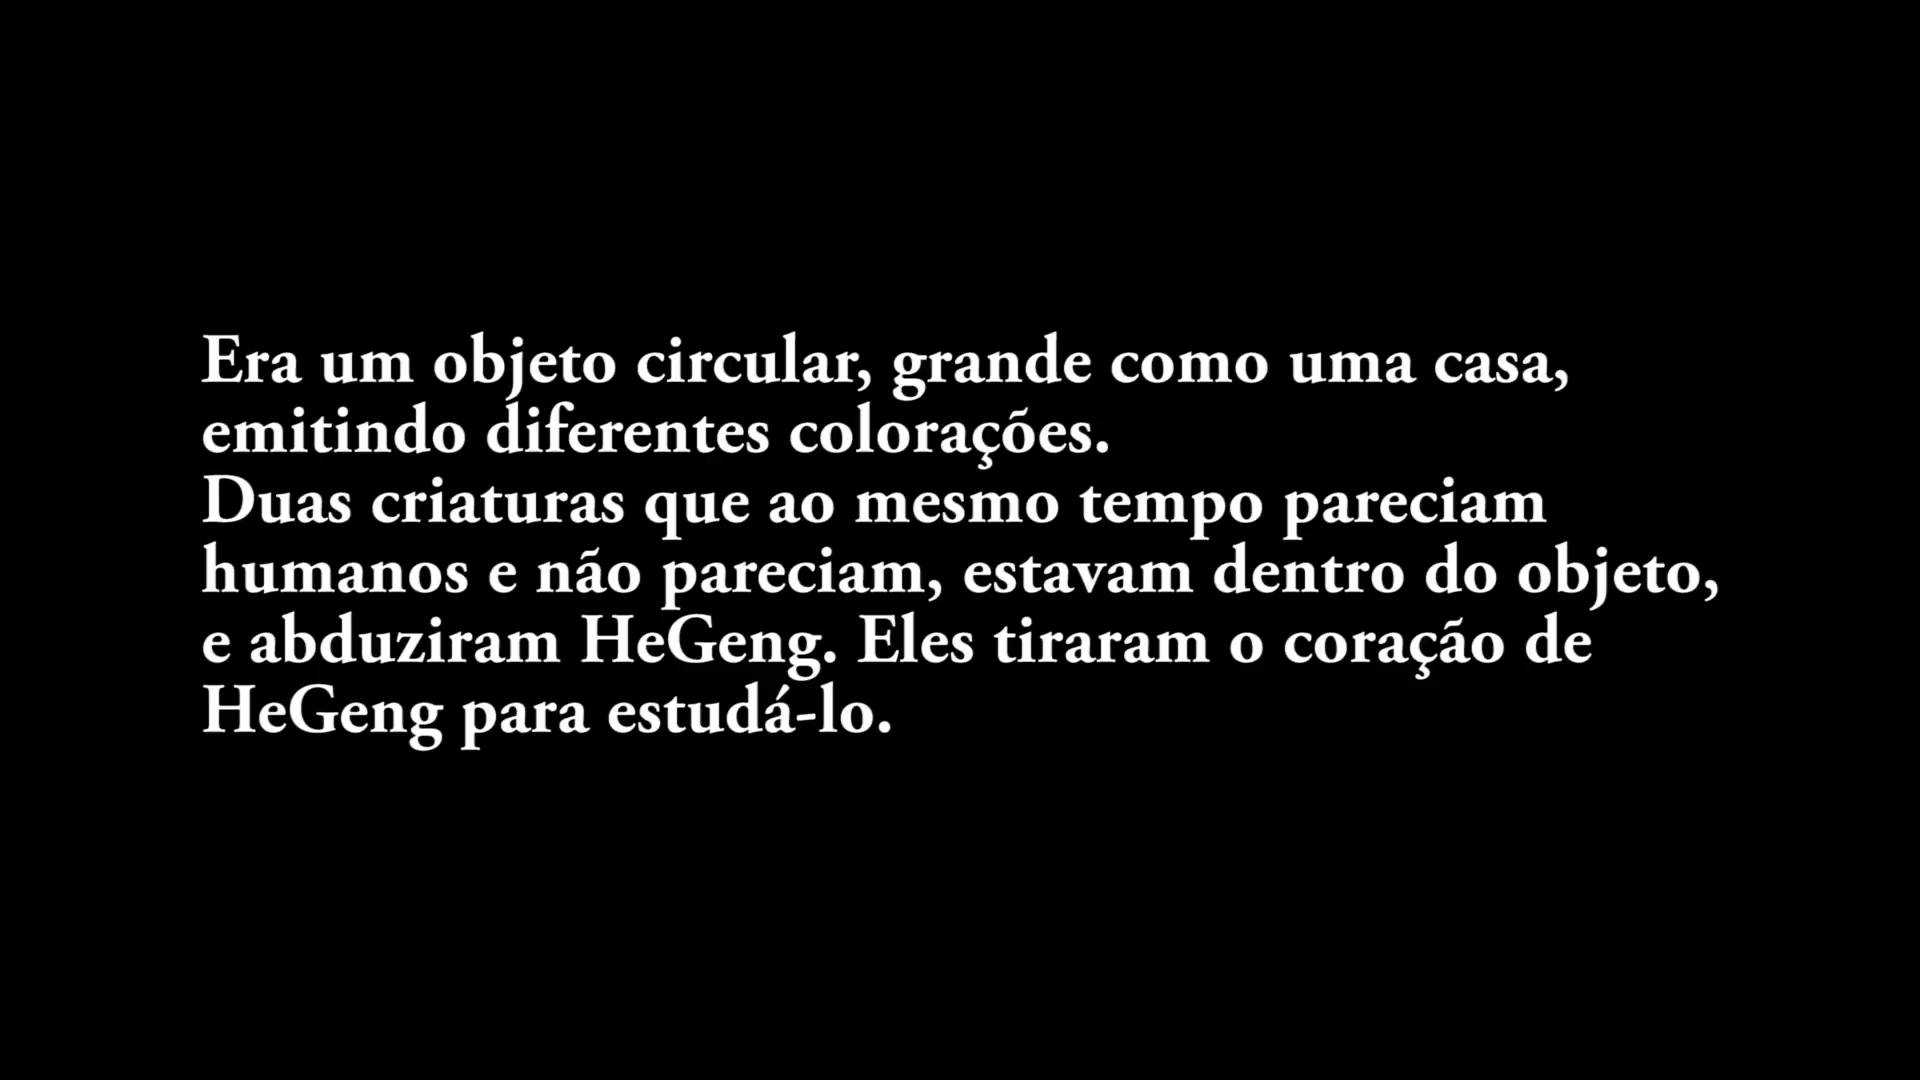 Era um objeto circular, grande como uma casa,
emitindo diferentes colorações.
Duas criaturas que ao mesmo tempo pareciam
humanos e não pareciam, estavam dentro do objeto,
e abduziram HeGeng. Eles tiraram o coração de
HeGeng para estudá-lo.